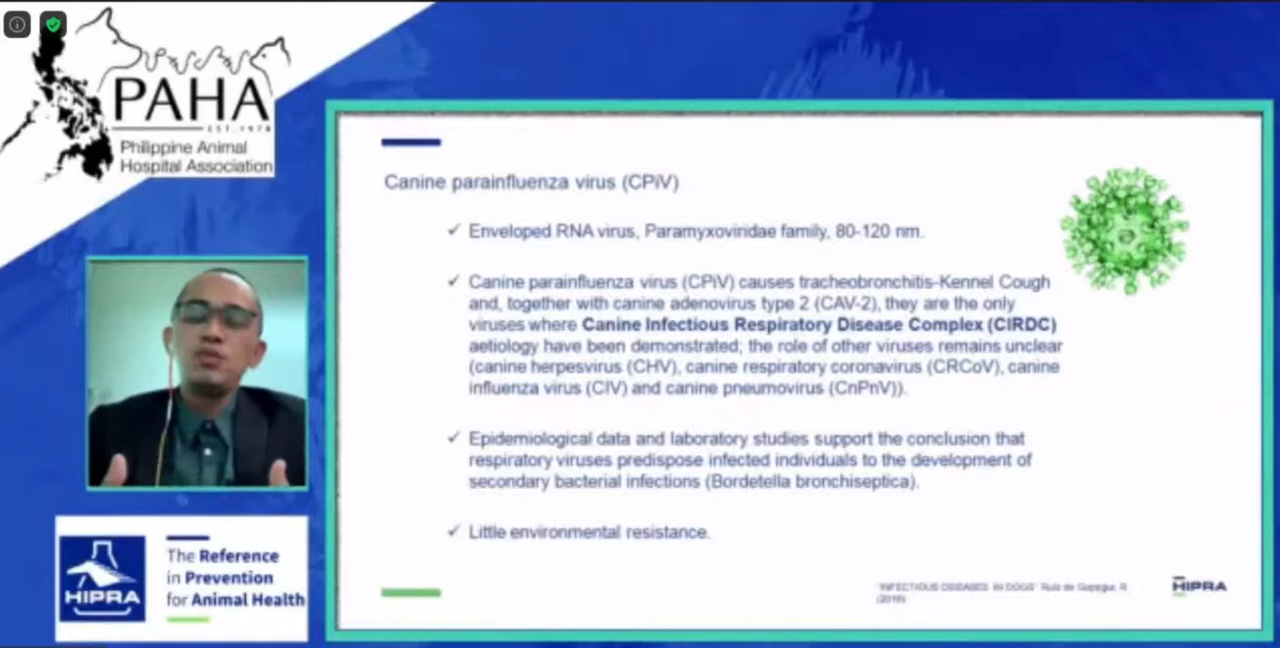 PAHA
EST. 1978
Philippine Animal
Hospital Association
Canine parainfluenza virus (CPiV)
✓ Enveloped RNA virus, Paramyxoviridae family, 80-120 nm.
✓ Canine parainfluenza virus (CPiV) causes tracheobronchitis-Kennel Cough
and, together with canine adenovirus type 2 (CAV-2), they are the only
viruses where Canine Infectious Respiratory Disease Complex (CIRDC)
aetiology have been demonstrated; the role of other viruses remains unclear
(canine herpesvirus (CHV), canine respiratory coronavirus (CRCoV), canine
influenza virus (CIV) and canine pneumovirus (CnPnV)).
✓ Epidemiological data and laboratory studies support the conclusion that
respiratory viruses predispose infected individuals to the development of
secondary bacterial infections (Bordetella bronchiseptica).
✓ Little environmental resistance.
"INFECTIOUS DISEASES IN DOGS" Ruiz de Gopegui, R.
(2019)
HIPRA
HIPRA
The Reference
in Prevention
for Animal Health